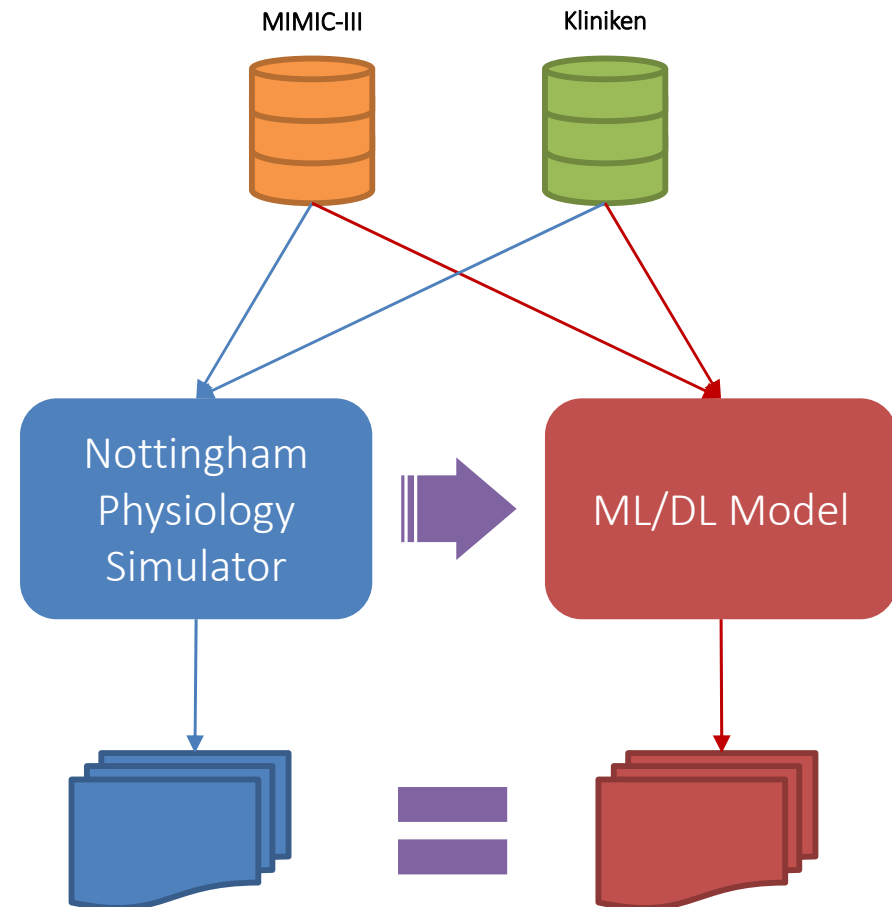 MIMIC-III
Kliniken
Nottingham
Physiology
Simulator
ML/DL Model